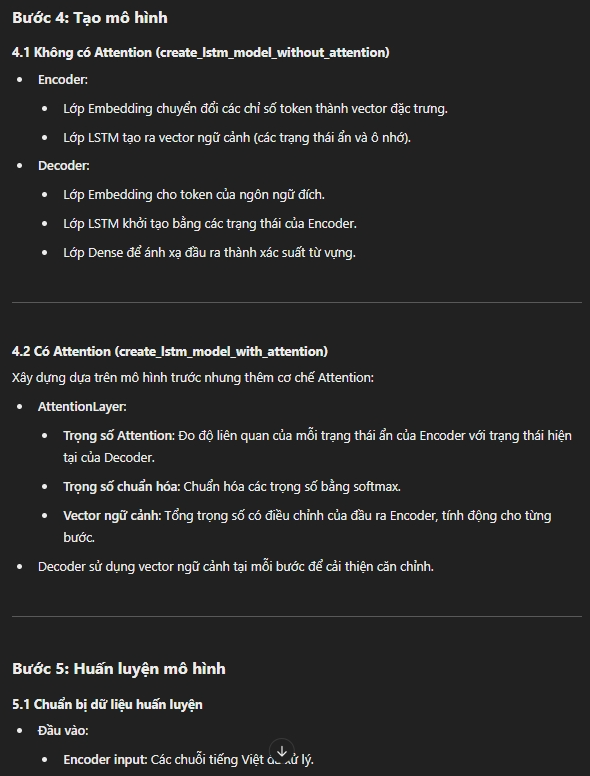 Bước 4: Tạo mô hình
4.1 Không có Attention (create_lstm_model_without_attention)
Encoder:
Lớp Embedding chuyển đổi các chỉ số token thành vector đặc trưng.
Lớp LSTM tạo ra vector ngữ cảnh (các trạng thái ẩn và ô nhớ).
Decoder:
Lớp Embedding cho token của ngôn ngữ đích.
Lớp LSTM khởi tạo bằng các trạng thái của Encoder.
Lớp Dense để ánh xạ đầu ra thành xác suất từ vựng.
4.2 Có Attention (create_lstm_model_with_attention)
Xây dựng dựa trên mô hình trước nhưng thêm cơ chế Attention:
AttentionLayer:
Trọng số Attention: Đo độ liên quan của mỗi trạng thái ẩn của Encoder với trạng thái hiện
tại của Decoder.
Trọng số chuẩn hóa: Chuẩn hóa các trọng số bằng softmax.
Vector ngữ cảnh: Tổng trọng số có điều chỉnh của đầu ra Encoder, tính động cho từng
bước.
Decoder sử dụng vector ngữ cảnh tại mỗi bước để cải thiện căn chỉnh.
Bước 5: Huấn luyện mô hình
5.1 Chuẩn bị dữ liệu huấn luyện
Đầu vào:
Encoder input: Các chuỗi tiếng Việt xử lý.